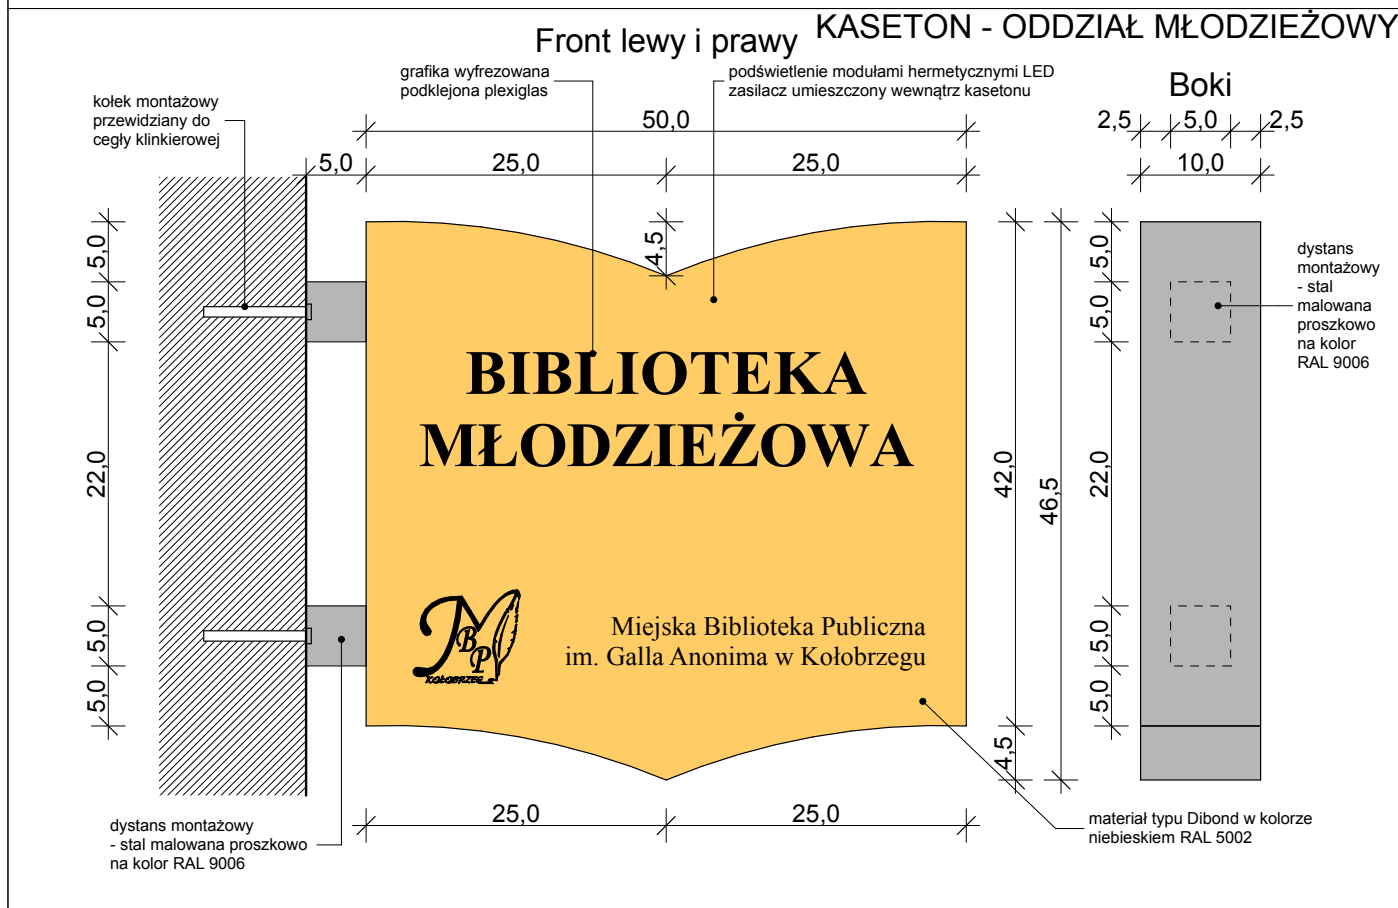 KASETON - ODDZIAŁ MŁODZIEŻOWY
Front lewy i prawy
Boki
grafika wyfrezowana
podklejona plexiglas
podświetlenie modułami hermetycznymi LED
zasilacz umieszczony wewnątrz kasetonu
kołek montażowy
przewidziany do
cegły klinkierowej
50,0
2,5
5,0
2,5
5,0
25,0
25,0
10,0
5,0
4,5
5,0
5,0
5,0
dystans
montażowy
- stal
malowana
proszkowo
na kolor
RAL 9006
BIBLIOTEKA
MŁODZIEŻOWA
22,0
42,0
46,5
22,0
MBP
KOŁOBRZEG
Miejska Biblioteka Publiczna
im. Galla Anonima w Kołobrzegu
5,0
5,0
5,0
5,0
4,5
25,0
25,0
dystans montażowy
- stal malowana proszkowo
na kolor RAL 9006
materiał typu Dibond w kolorze
niebieskiem RAL 5002